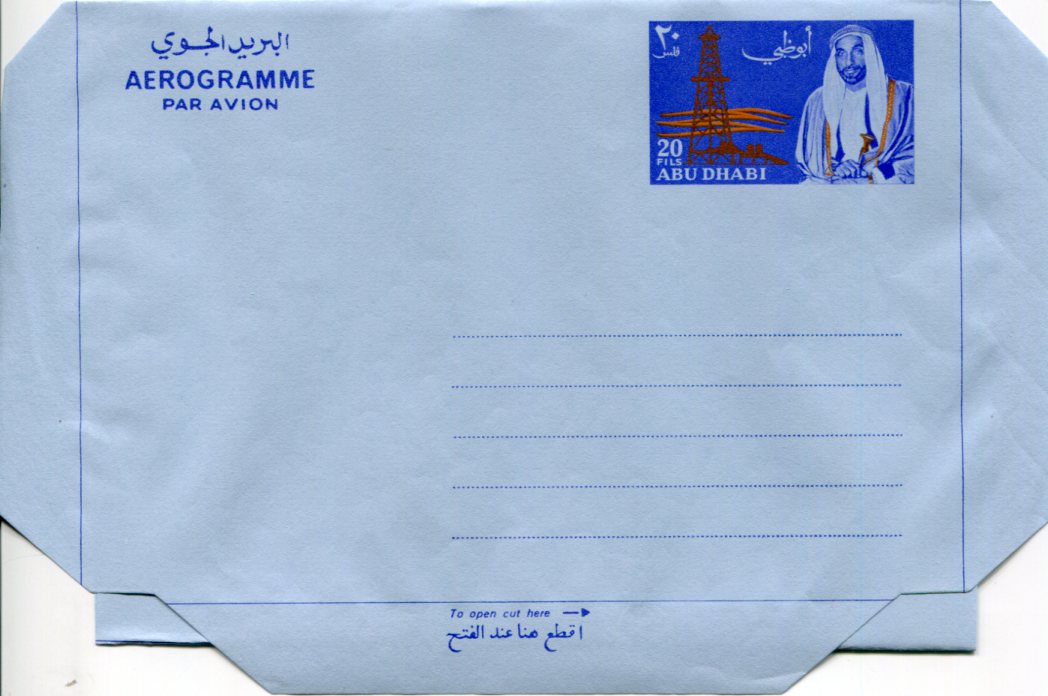 البريد الجوي
AEROGRAMME
PAR AVION
٢٠
فلس
أبوظبي
20
FILS
ABU DHABI
To open cut here
اقطع هنا عند الفتح